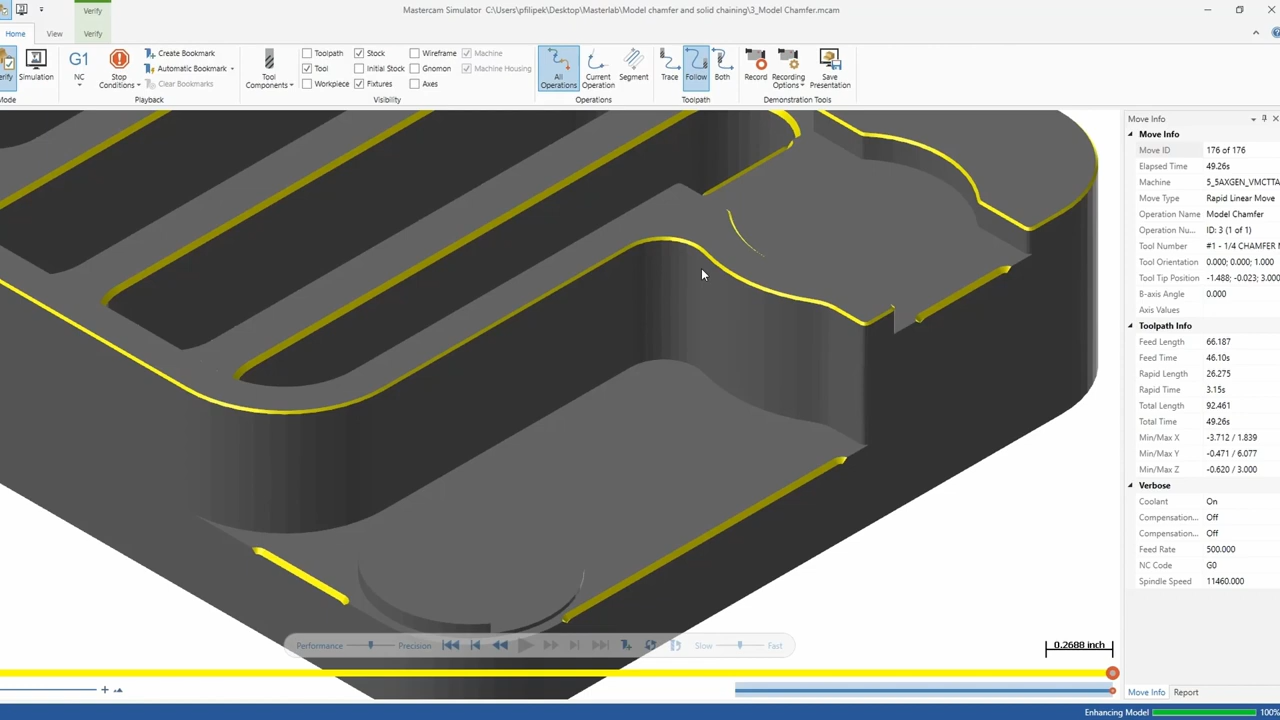 Verify
Mastercam Simulator C:\Users\pfilipek\Desktop\Masterlab\Model chamfer and solid chaining\3_Model Chamfer.mcam
Home View Verify
Verify
Simulation
Mode
G1
NC
Stop Conditions
Create Bookmark
Automatic Bookmark
Clear Bookmarks
Playback
Tool Components
Toolpath Stock Wireframe Machine
Tool Initial Stock Gnomon Machine Housing
Workpiece Fixtures Axes
Visibility
All Operations
Current Operation
Segment
Operations
Trace Follow Both
Toolpath
Record
Recording Options
Save Presentation
Demonstration Tools
Move Info
Move Info
Move ID 176 of 176
Elapsed Time 49.26s
Machine 5_5AXGEN_VMCTTA
Move Type Rapid Linear Move
Operation Name Model Chamfer
Operation Nu... ID: 3 (1 of 1)
Tool Number #1 - 1/4 CHAMFER
Tool Orientation 0.000; 0.000; 1.000
Tool Tip Position -1.488; -0.023; 3.000
B-axis Angle 0.000
Axis Values
Toolpath Info
Feed Length 66.187
Feed Time 46.10s
Rapid Length 26.275
Rapid Time 3.15s
Total Length 92.461
Total Time 49.26s
Min/Max X -3.712 / 1.839
Min/Max Y -0.471 / 6.077
Min/Max Z -0.620 / 3.000
Verbose
Coolant On
Compensation... Off
Compensation... Off
Feed Rate 500.000
NC Code G0
Spindle Speed 11460.000
Performance Precision Slow Fast
0.2688 inch
Move Info Report
Enhancing Model 100%